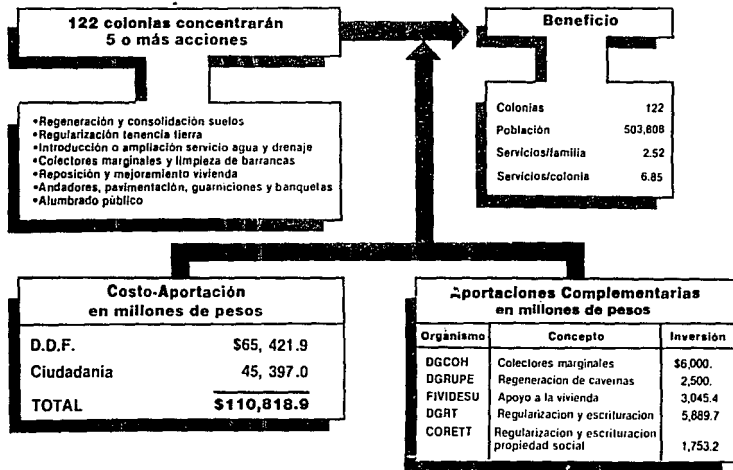 122 colonias concentrarán
5 o más acciones
•Regeneración y consolidación suelos
•Regularización tenencia tierra
•Introducción o ampliación servicio agua y drenaje
•Colectores marginales y limpieza de barrancas
•Reposición y mejoramiento vivienda
•Andadores, pavimentación, guarniciones y banquetas
•Alumbrado público
Beneficio
Colonias 122
Población 503,808
Servicios/familia 2.52
Servicios/colonia 6.85
Costo-Aportación
en millones de pesos
D.D.F. $65, 421.9
Ciudadanía 45, 397.0
TOTAL $110,818.9
Aportaciones Complementarias
en millones de pesos
Organismo Concepto Inversión
DGCOH Colectores marginales $6,000.
DGRUPE Regeneracion de cavernas 2,500.
FIVIDESU Apoyo a la vivienda 3,045.4
DGRT Regularizacion y escrituración 5,889.7
CORETT Regularizacion y escrituracion
propiedad social 1,753.2